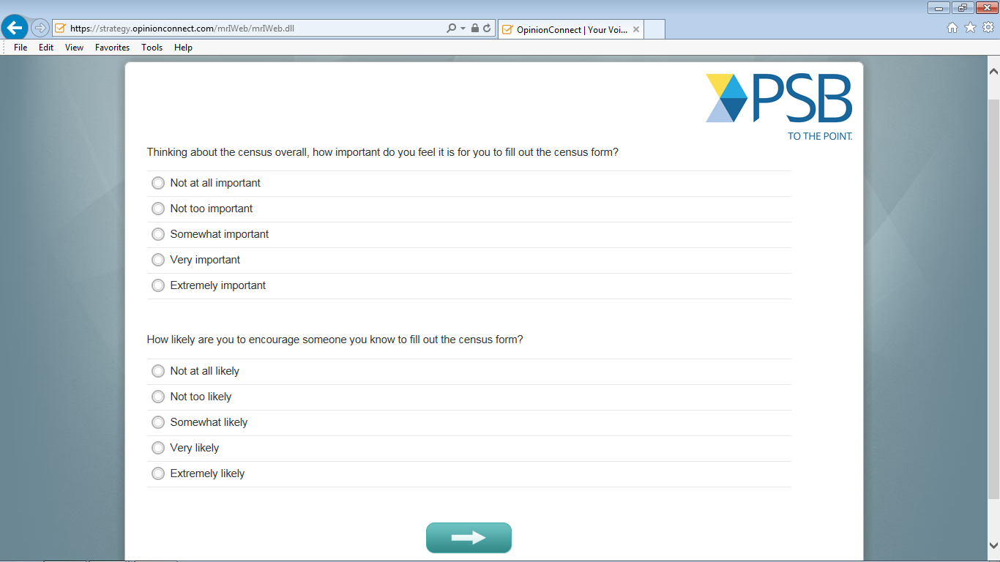 https://strategy.opinionconnect.com/mrIWeb/mrIWeb.dll
OpinionConnect | Your Voi...
File Edit View Favorites Tools Help
PSB
TO THE POINT.
Thinking about the census overall, how important do you feel it is for you to fill out the census form?
Not at all important
Not too important
Somewhat important
Very important
Extremely important
How likely are you to encourage someone you know to fill out the census form?
Not at all likely
Not too likely
Somewhat likely
Very likely
Extremely likely